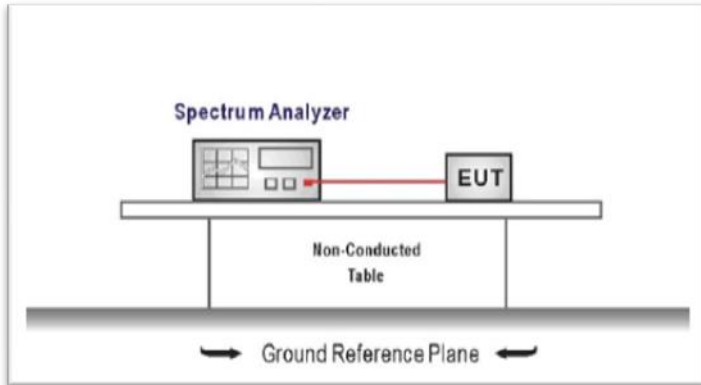 Spectrum Analyzer
EUT
Non-Conducted
Table
Ground Reference Plane